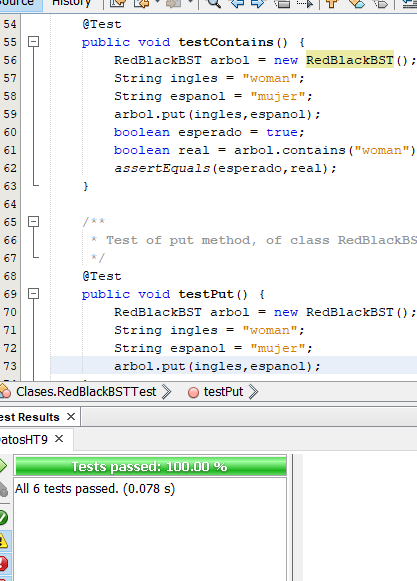 Source History
54 @Test
55 public void testContains() {
56 RedBlackBST arbol = new RedBlackBST();
57 String ingles = "woman";
58 String espanol = "mujer";
59 arbol.put(ingles,espanol);
60 boolean esperado = true;
61 boolean real = arbol.contains("woman")
62 assertEquals(esperado,real);
63 }
64
65 /**
66 * Test of put method, of class RedBlackBS
67 */
68 @Test
69 public void testPut() {
70 RedBlackBST arbol = new RedBlackBST();
71 String ingles = "woman";
72 String espanol = "mujer";
73 arbol.put(ingles,espanol);
Clases.RedBlackBSTTest testPut
est Results
DatosHT9
Tests passed: 100.00 %
All 6 tests passed. (0.078 s)